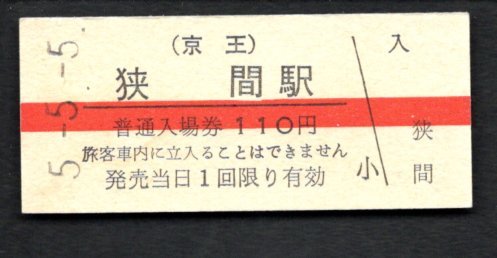 5.-5.-5.
(京王)
狭間駅
普通入場券 110円
旅客車内に立入ることはできません
発売当日1回限り有効
小
入
狭
間